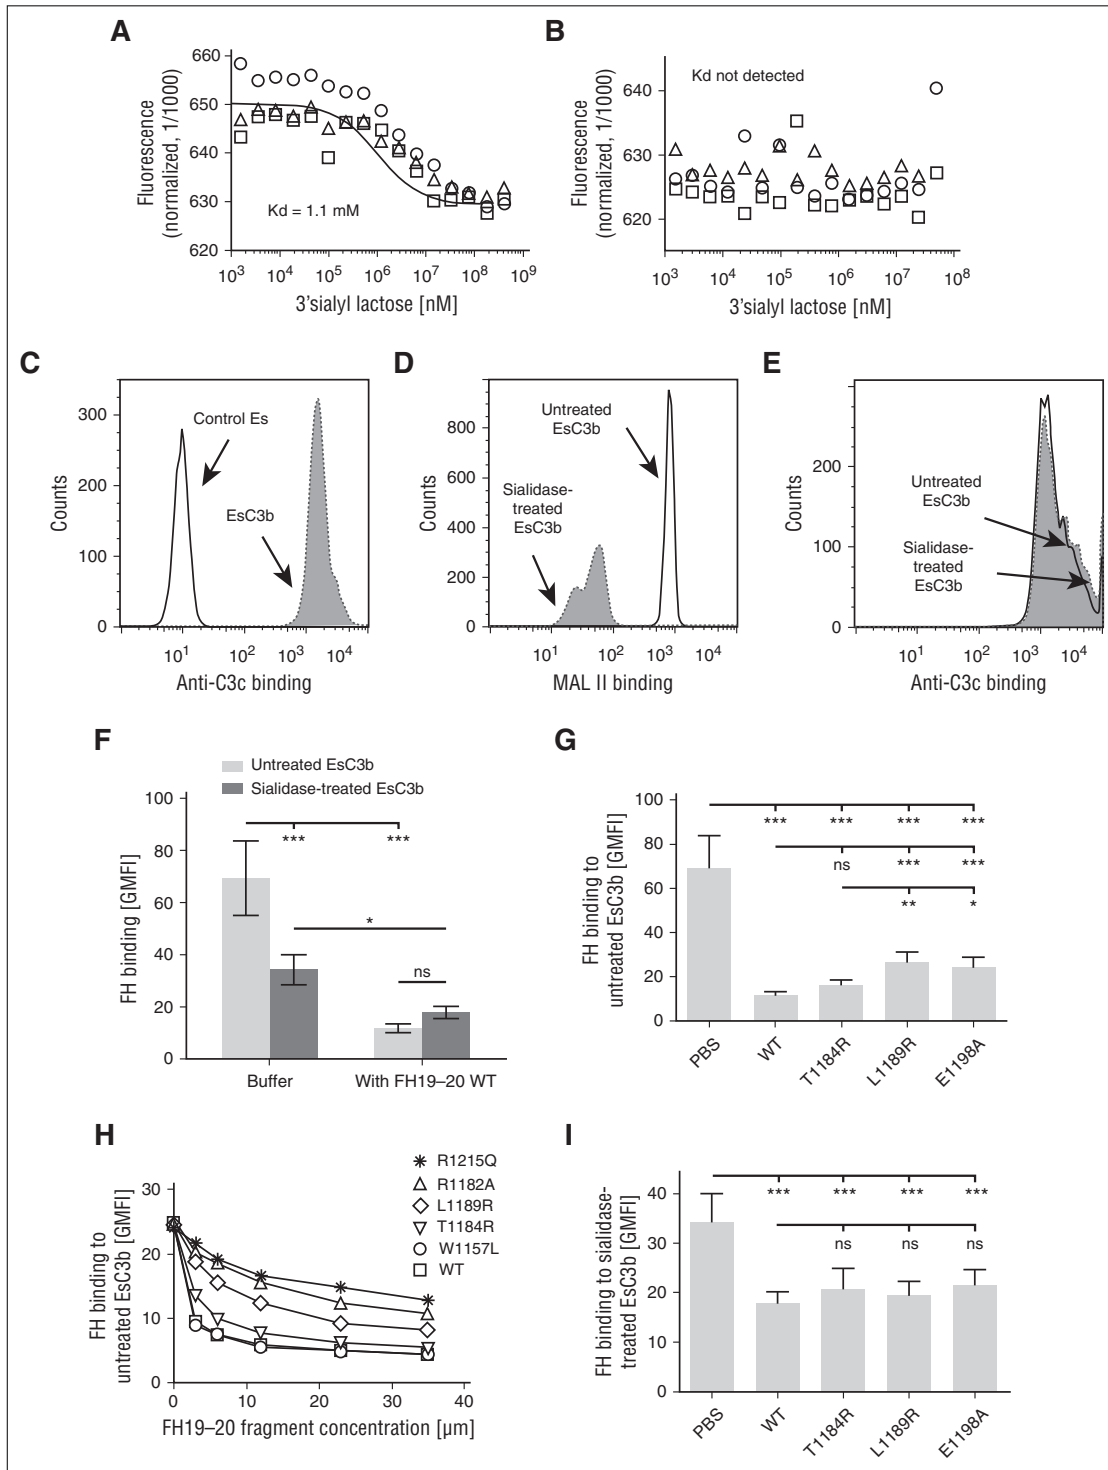 A
Fluorescence
(normalized, 1/1000)
660
650
640
630
620
Kd = 1.1 mM
10³ 10⁴ 10⁵ 10⁶ 10⁷ 10⁸ 10⁹
3'sialyl lactose [nM]
B
Fluorescence
(normalized, 1/1000)
640
630
620
Kd not detected
10³ 10⁴ 10⁵ 10⁶ 10⁷ 10⁸
3'sialyl lactose [nM]
C
Counts
300
200
100
0
Control Es
EsC3b
10¹ 10² 10³ 10⁴
Anti-C3c binding
D
Counts
800
600
400
200
0
Untreated
EsC3b
Sialidase-
treated
EsC3b
10¹ 10² 10³ 10⁴
MAL II binding
E
Counts
200
100
0
Untreated
EsC3b
Sialidase-
treated
EsC3b
10¹ 10² 10³ 10⁴
Anti-C3c binding
F
Untreated EsC3b
Sialidase-treated EsC3b
FH binding [GMFI]
100
80
60
40
20
0
*** ***
*
ns
Buffer With FH19–20 WT
G
FH binding to
untreated EsC3b [GMFI]
100
80
60
40
20
0
*** *** *** ***
ns *** ***
** *
PBS WT T1184R L1189R E1198A
H
R1215Q
R1182A
L1189R
T1184R
W1157L
WT
FH binding to
untreated EsC3b [GMFI]
30
20
10
0
0 10 20 30 40
FH19–20 fragment concentration [µm]
I
FH binding to sialidase-
treated EsC3b [GMFI]
40
30
20
10
0
*** *** *** ***
ns ns ns
PBS WT T1184R L1189R E1198A